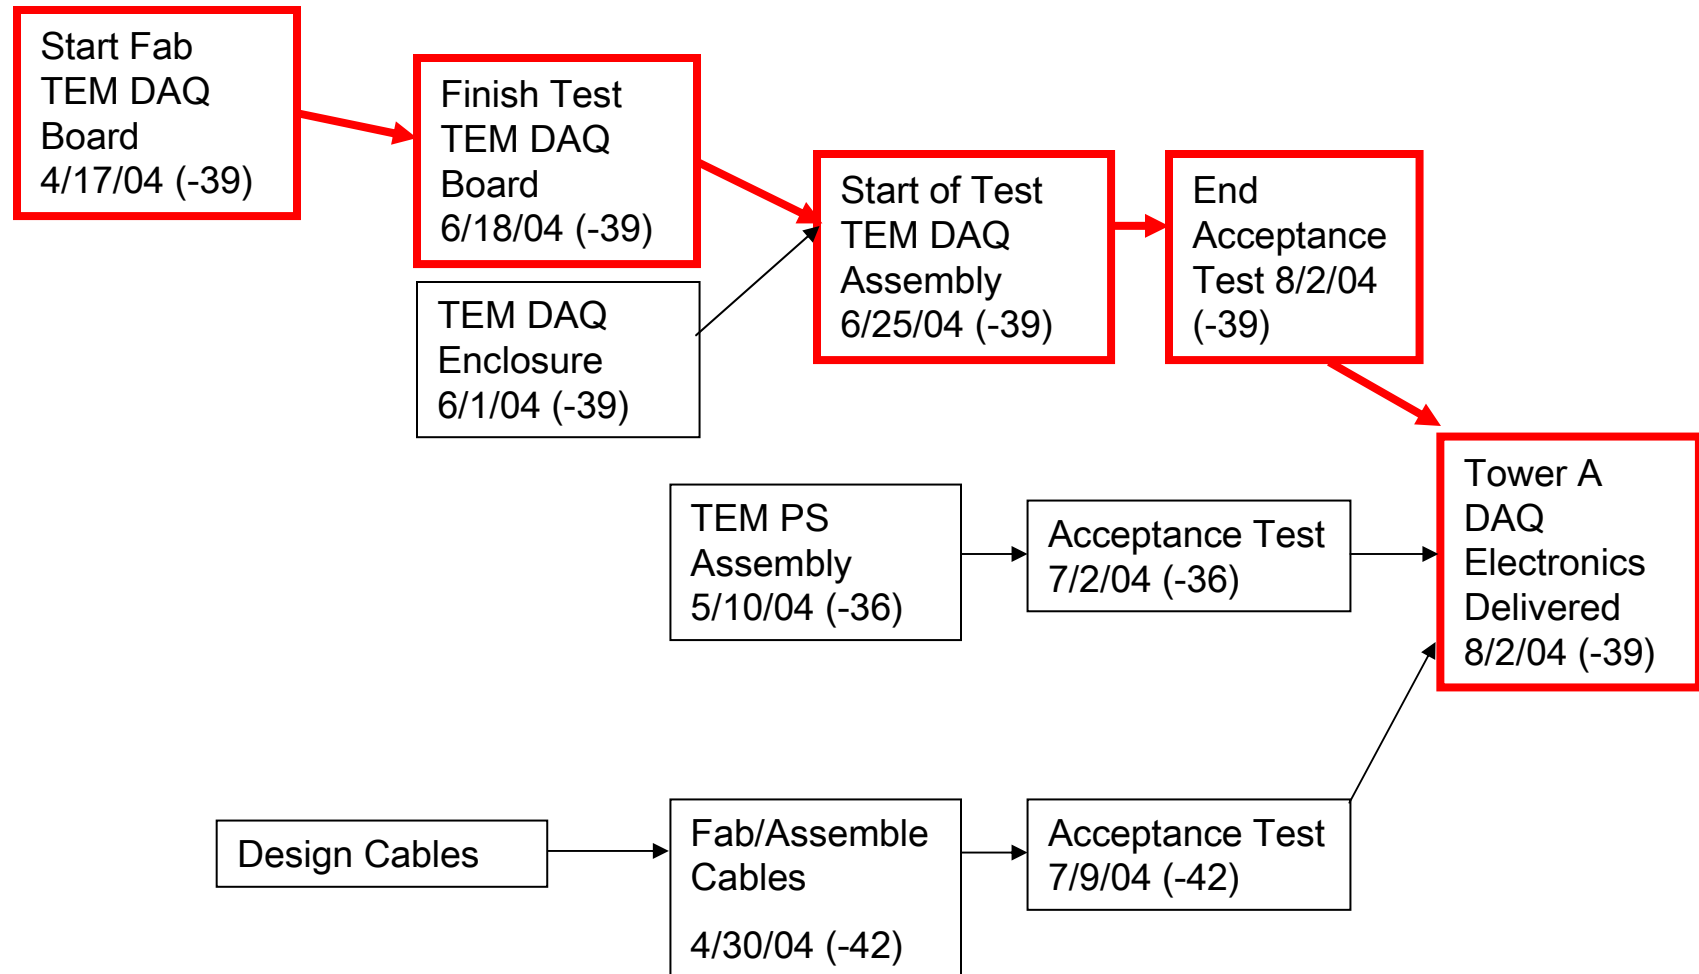 Start Fab
TEM DAQ
Board
4/17/04 (-39)
Finish Test
TEM DAQ
Board
6/18/04 (-39)
TEM DAQ
Enclosure
6/1/04 (-39)
Start of Test
TEM DAQ
Assembly
6/25/04 (-39)
End
Acceptance
Test 8/2/04
(-39)
TEM PS
Assembly
5/10/04 (-36)
Acceptance Test
7/2/04 (-36)
Tower A
DAQ
Electronics
Delivered
8/2/04 (-39)
Design Cables
Fab/Assemble
Cables
4/30/04 (-42)
Acceptance Test
7/9/04 (-42)